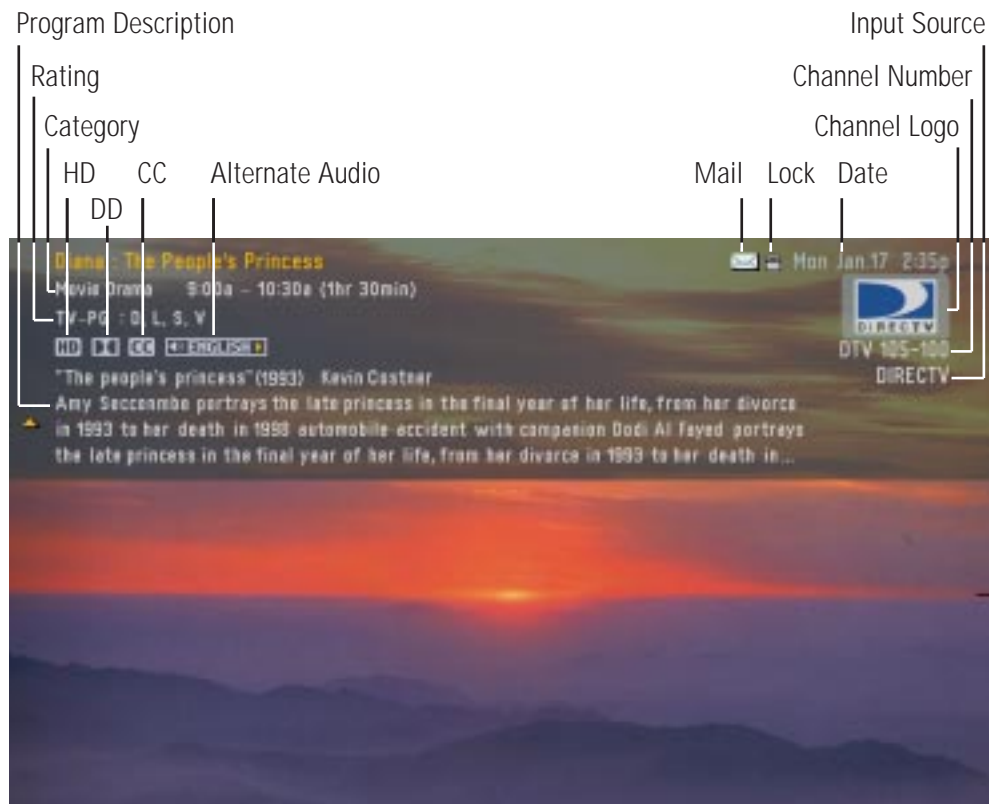 Program Description
Input Source
Rating
Channel Number
Category
Channel Logo
HD
CC
Alternate Audio
Mail
Lock
Date
DD
Diana : The People's Princess
Mon Jan 17 2:35p
Movie Drama 9:00a - 10:30a (1hr 30min)
DIRECTV
TV-PG : D, L, S, V
HD
CC
ENGLISH
DTV 105-100
"The people's princess"(1993) Kevin Costner
DIRECTV
Amy Seccombe portrays the late princess in the final year of her life, from her divorce
in 1993 to her death in 1998 automobile accident with companion Dodi Al Fayed portrays
the late princess in the final year of her life, from her divorce in 1993 to her death in...